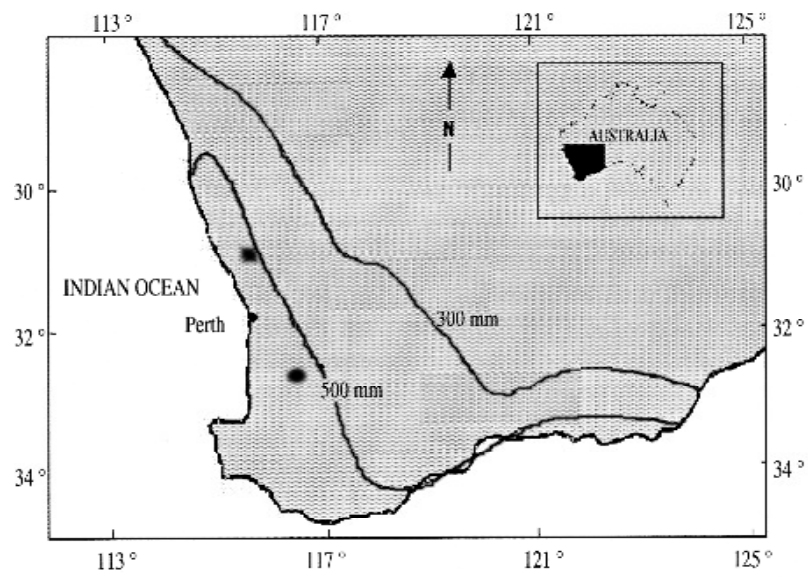 113 ° 117 ° 121 ° 125 °
N
AUSTRALIA
30 ° 30 °
INDIAN OCEAN
300 mm
Perth
32 ° 32 °
500 mm
34 ° 34 °
113 ° 117 ° 121 ° 125 °